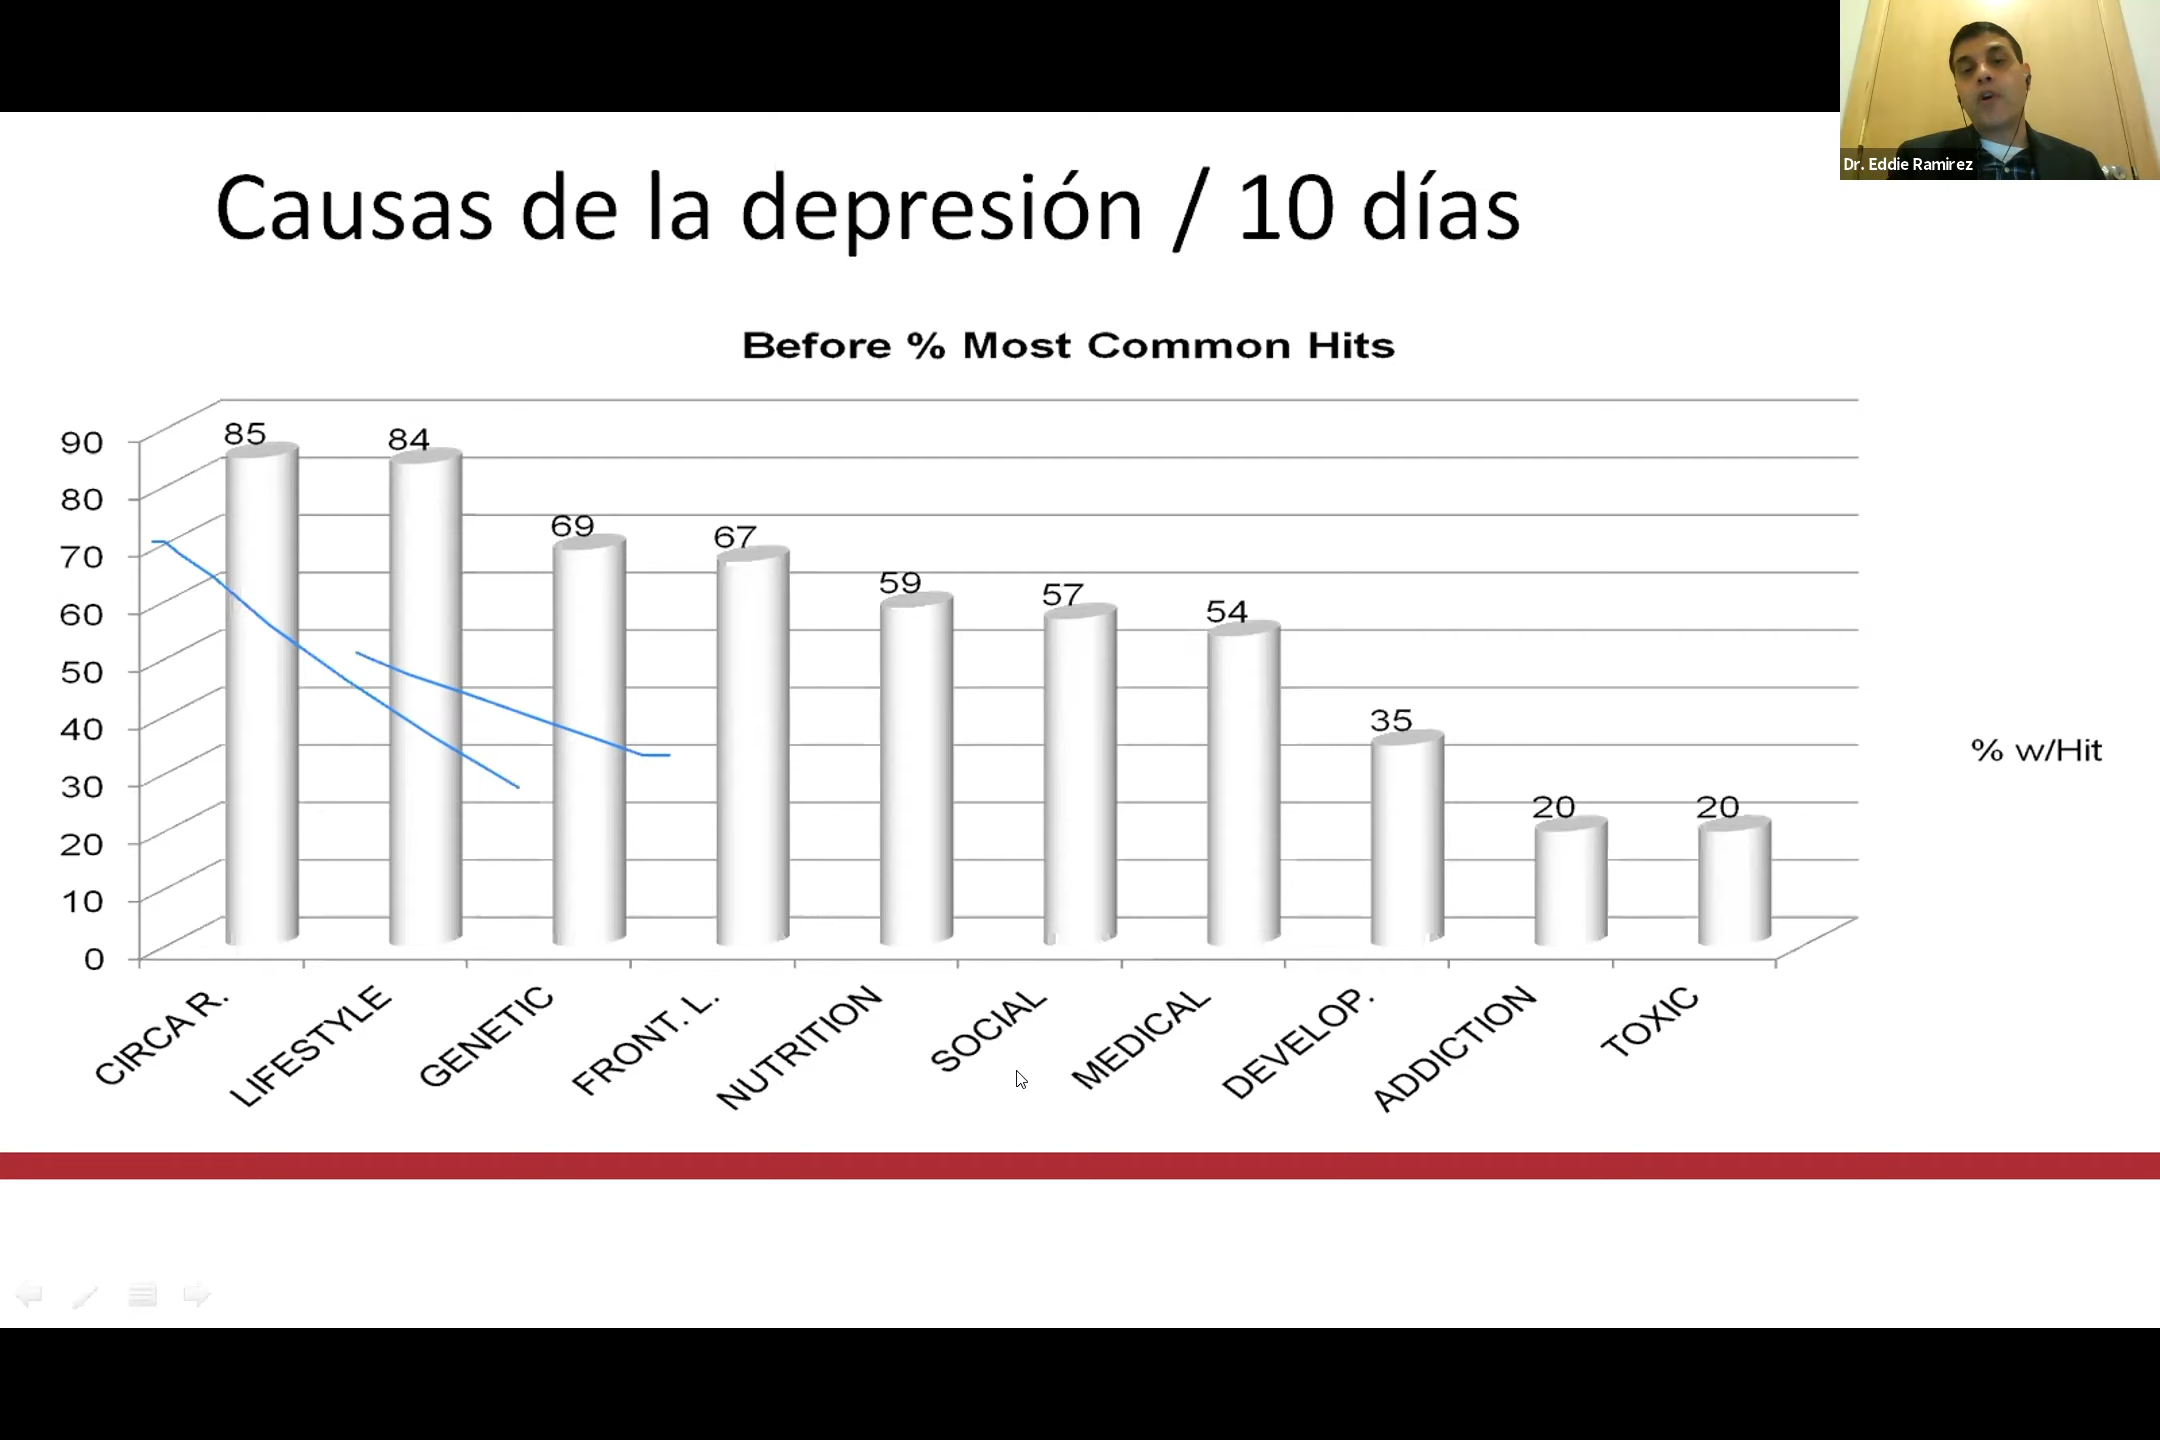 Dr. Eddie Ramirez
Causas de la depresión / 10 días
Before % Most Common Hits
90
80
70
60
50
40
30
20
10
0
85
84
69
67
59
57
54
35
20
20
% w/Hit
CIRCA R.
LIFESTYLE
GENETIC
FRONT. L.
NUTRITION
SOCIAL
MEDICAL
DEVELOP.
ADDICTION
TOXIC